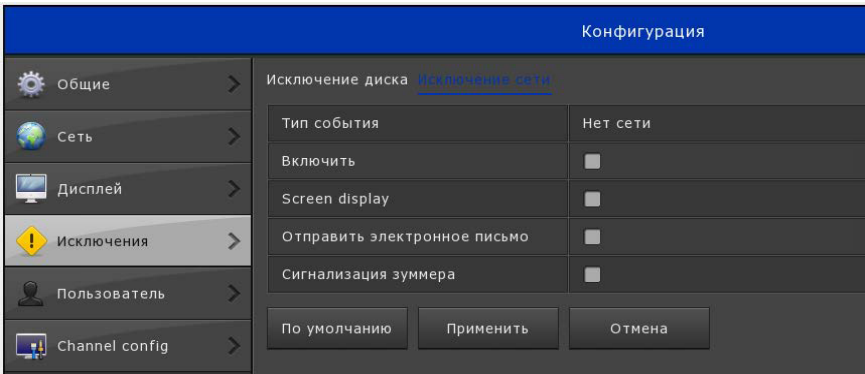 Конфигурация
Общие
Сеть
Дисплей
Исключения
Пользователь
Channel config
Исключение диска Исключение сети
Тип события Нет сети
Включить
Screen display
Отправить электронное письмо
Сигнализация зуммера
По умолчанию Применить Отмена